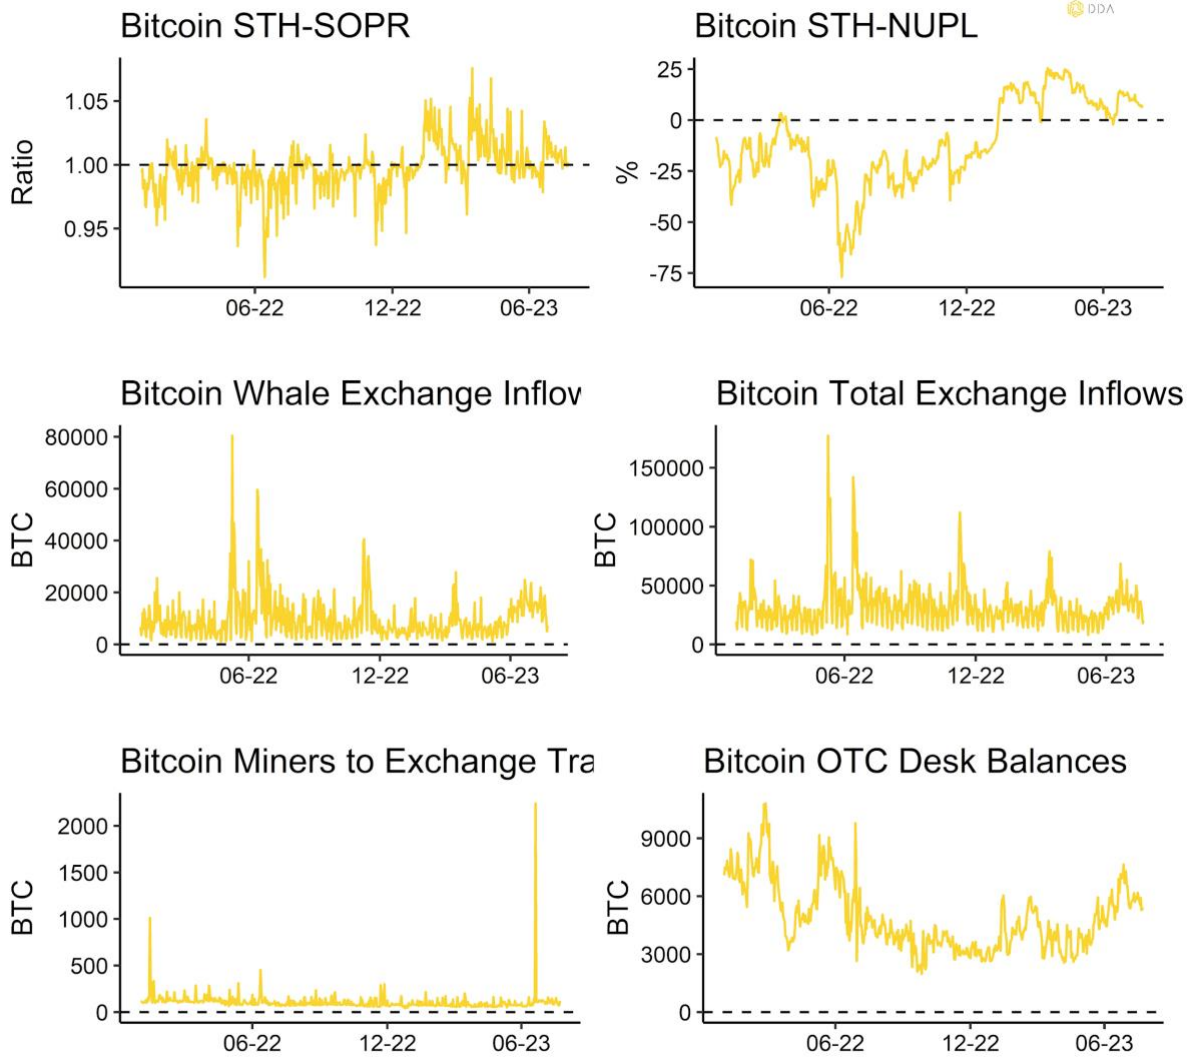 DDA
Bitcoin STH-SOPR
Ratio
1.05
1.00
0.95
06-22 12-22 06-23
Bitcoin STH-NUPL
%
25
0
-25
-50
-75
06-22 12-22 06-23
Bitcoin Whale Exchange Inflow
BTC
80000
60000
40000
20000
0
06-22 12-22 06-23
Bitcoin Total Exchange Inflows
BTC
150000
100000
50000
0
06-22 12-22 06-23
Bitcoin Miners to Exchange Tra
BTC
2000
1500
1000
500
0
06-22 12-22 06-23
Bitcoin OTC Desk Balances
BTC
9000
6000
3000
0
06-22 12-22 06-23